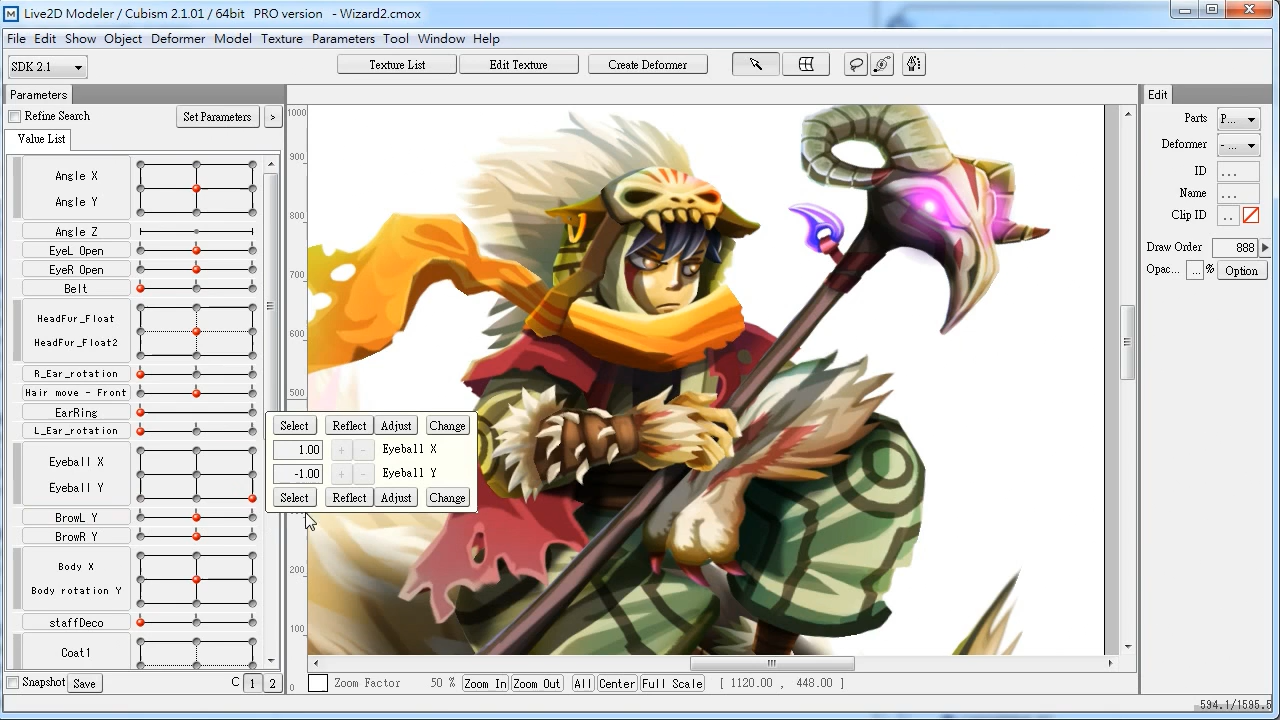 Live2D Modeler / Cubism 2.1.01 / 64bit PRO version - Wizard2.cmox
File Edit Show Object Deformer Model Texture Parameters Tool Window Help
SDK 2.1
Texture List
Edit Texture
Create Deformer
Parameters
Refine Search
Set Parameters
>
Value List
Angle X
Angle Y
Angle Z
EyeL Open
EyeR Open
Belt
HeadFur_Float
HeadFur_Float2
R_Ear_rotation
Hair move - Front
EarRing
L_Ear_rotation
Eyeball X
Eyeball Y
BrowL Y
BrowR Y
Body X
Body rotation Y
staffDeco
Coat1
Snapshot Save C 1 2
1000
900
800
700
600
500
200
100
0
Select Reflect Adjust Change
1.00 + - Eyeball X
-1.00 + - Eyeball Y
Select Reflect Adjust Change
Zoom Factor 50 % Zoom In Zoom Out All Center Full Scale [ 1120.00 , 448.00 ]
Edit
Parts P...
Deformer - ...
ID ...
Name ...
Clip ID ..
Draw Order 888
Opac... ... % Option
594.1/1595.5